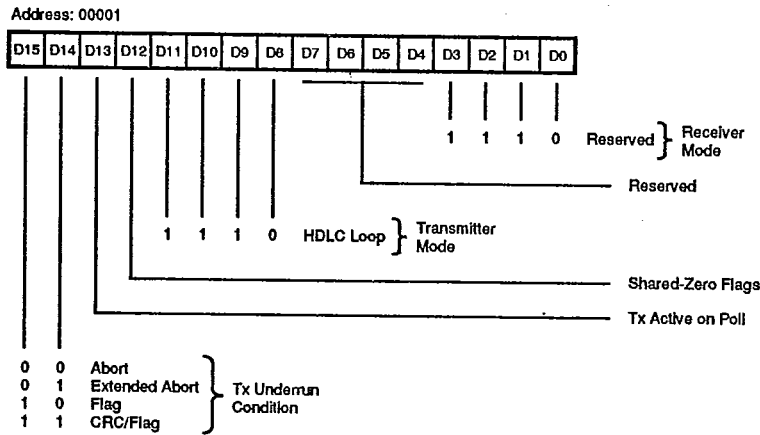 Address: 00001
D15 D14 D13 D12 D11 D10 D9 D8 D7 D6 D5 D4 D3 D2 D1 D0
1 1 1 0 Reserved } Receiver Mode
Reserved
1 1 1 0 HDLC Loop } Transmitter Mode
Shared-Zero Flags
Tx Active on Poll
0 0 Abort
0 1 Extended Abort
1 0 Flag
1 1 CRC/Flag
Tx Underrun
Condition